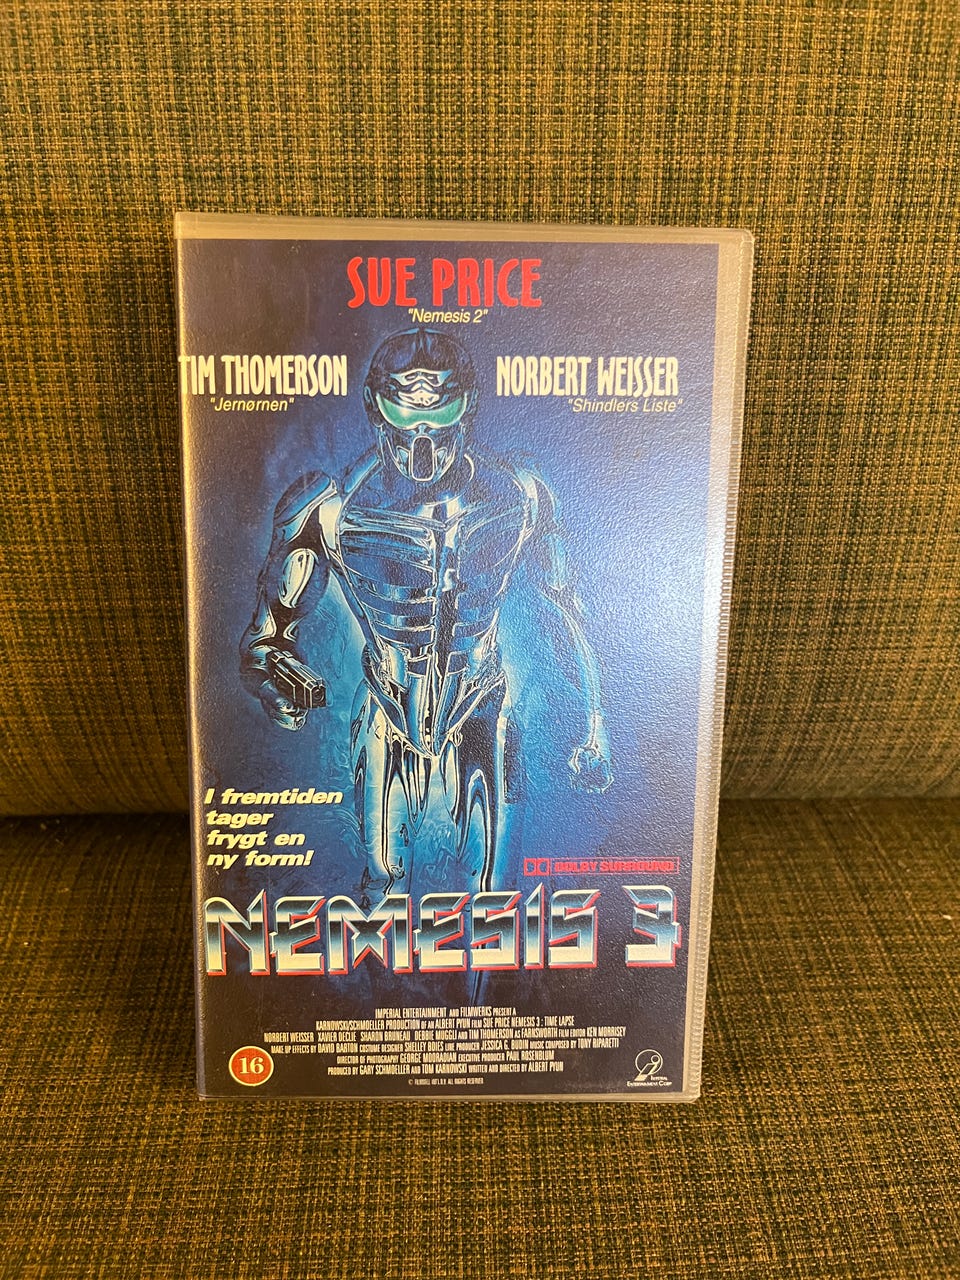 SUE PRICE
"Nemesis 2"
TIM THOMERSON
"Jernørnen"
NORBERT WEISSER
"Shindlers Liste"
I fremtiden
tager
frygt en
ny form!
DOLBY SURROUND
NEMESIS 3
IMPERIAL ENTERTAINMENT AND FILMWERKS PRESENT A
KARNOWSKI/SCHMOELLER PRODUCTION OF AN ALBERT PYUN FILM SUE PRICE NEMESIS 3 : TIME LAPSE
NORBERT WEISSER XAVIER DECLIE SHARON BRUNEAU DEBBIE MUGGLI AND TIM THOMERSON AS FARNSWORTH FILM EDITOR KEN MORRISEY
MAKE UP EFFECTS BY DAVID BARTON COSTUME DESIGNER SHELLEY BOIES LINE PRODUCER JESSICA G. BUDIN MUSIC COMPOSED BY TONY RIPARETTI
DIRECTOR OF PHOTOGRAPHY GEORGE MOORADIAN EXECUTIVE PRODUCER PAUL ROSENBLUM
PRODUCED BY GARY SCHMOELLER AND TOM KARNOWSKI WRITTEN AND DIRECTED BY ALBERT PYUN
ALL RIGHTS RESERVED
16
IMPERIAL
ENTERTAINMENT CORP